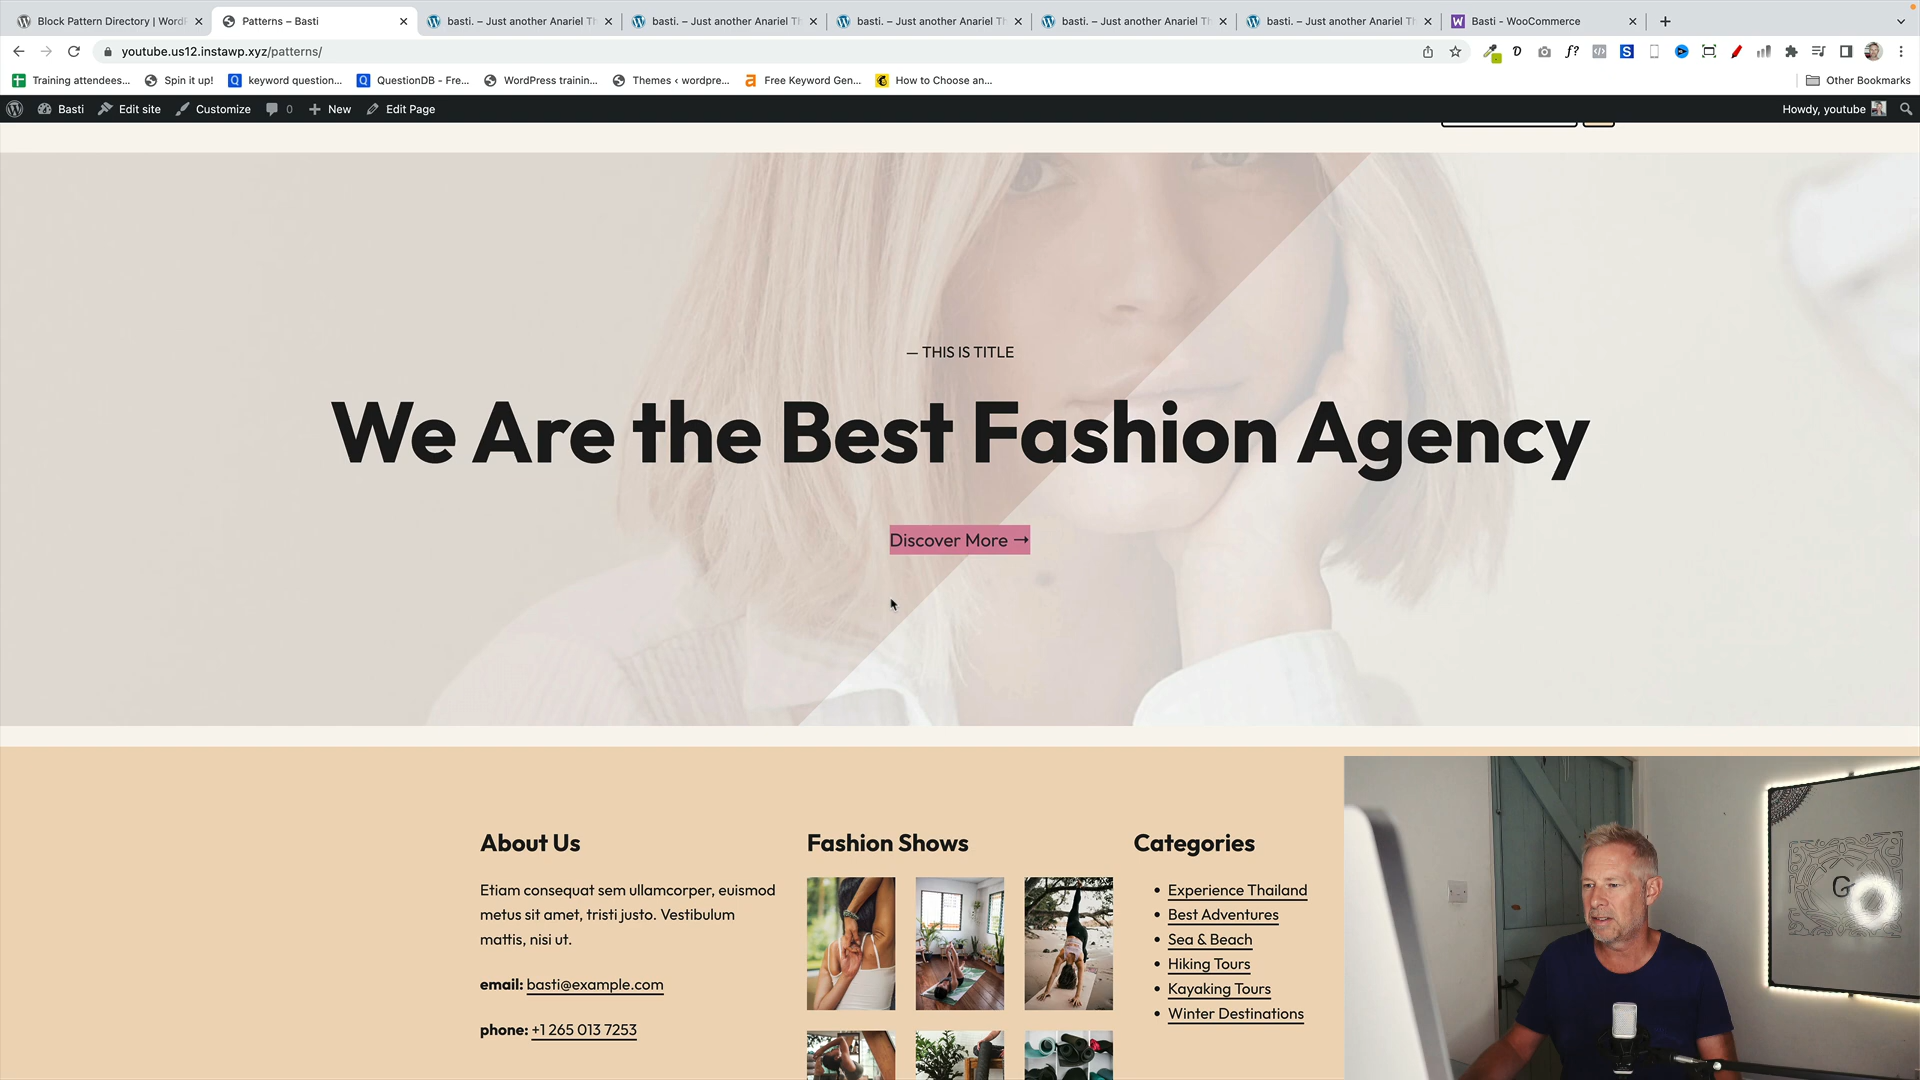 Block Pattern Directory | Word
Patterns – Basti
basti. – Just another Anariel Th
basti. – Just another Anariel Th
basti. – Just another Anariel Th
basti. – Just another Anariel Th
basti. – Just another Anariel Th
Basti - WooCommerce
youtube.us12.instawp.xyz/patterns/
Training attendees...
Spin it up!
keyword question...
QuestionDB - Fre...
WordPress trainin...
Themes ‹ wordpre...
Free Keyword Gen...
How to Choose an...
Other Bookmarks
Basti
Edit site
Customize
0
New
Edit Page
Howdy, youtube
— THIS IS TITLE
We Are the Best Fashion Agency
Discover More →
About Us
Etiam consequat sem ullamcorper, euismod
metus sit amet, tristi justo. Vestibulum
mattis, nisi ut.
email: basti@example.com
phone: +1 265 013 7253
Fashion Shows
Categories
• Experience Thailand
• Best Adventures
• Sea & Beach
• Hiking Tours
• Kayaking Tours
• Winter Destinations